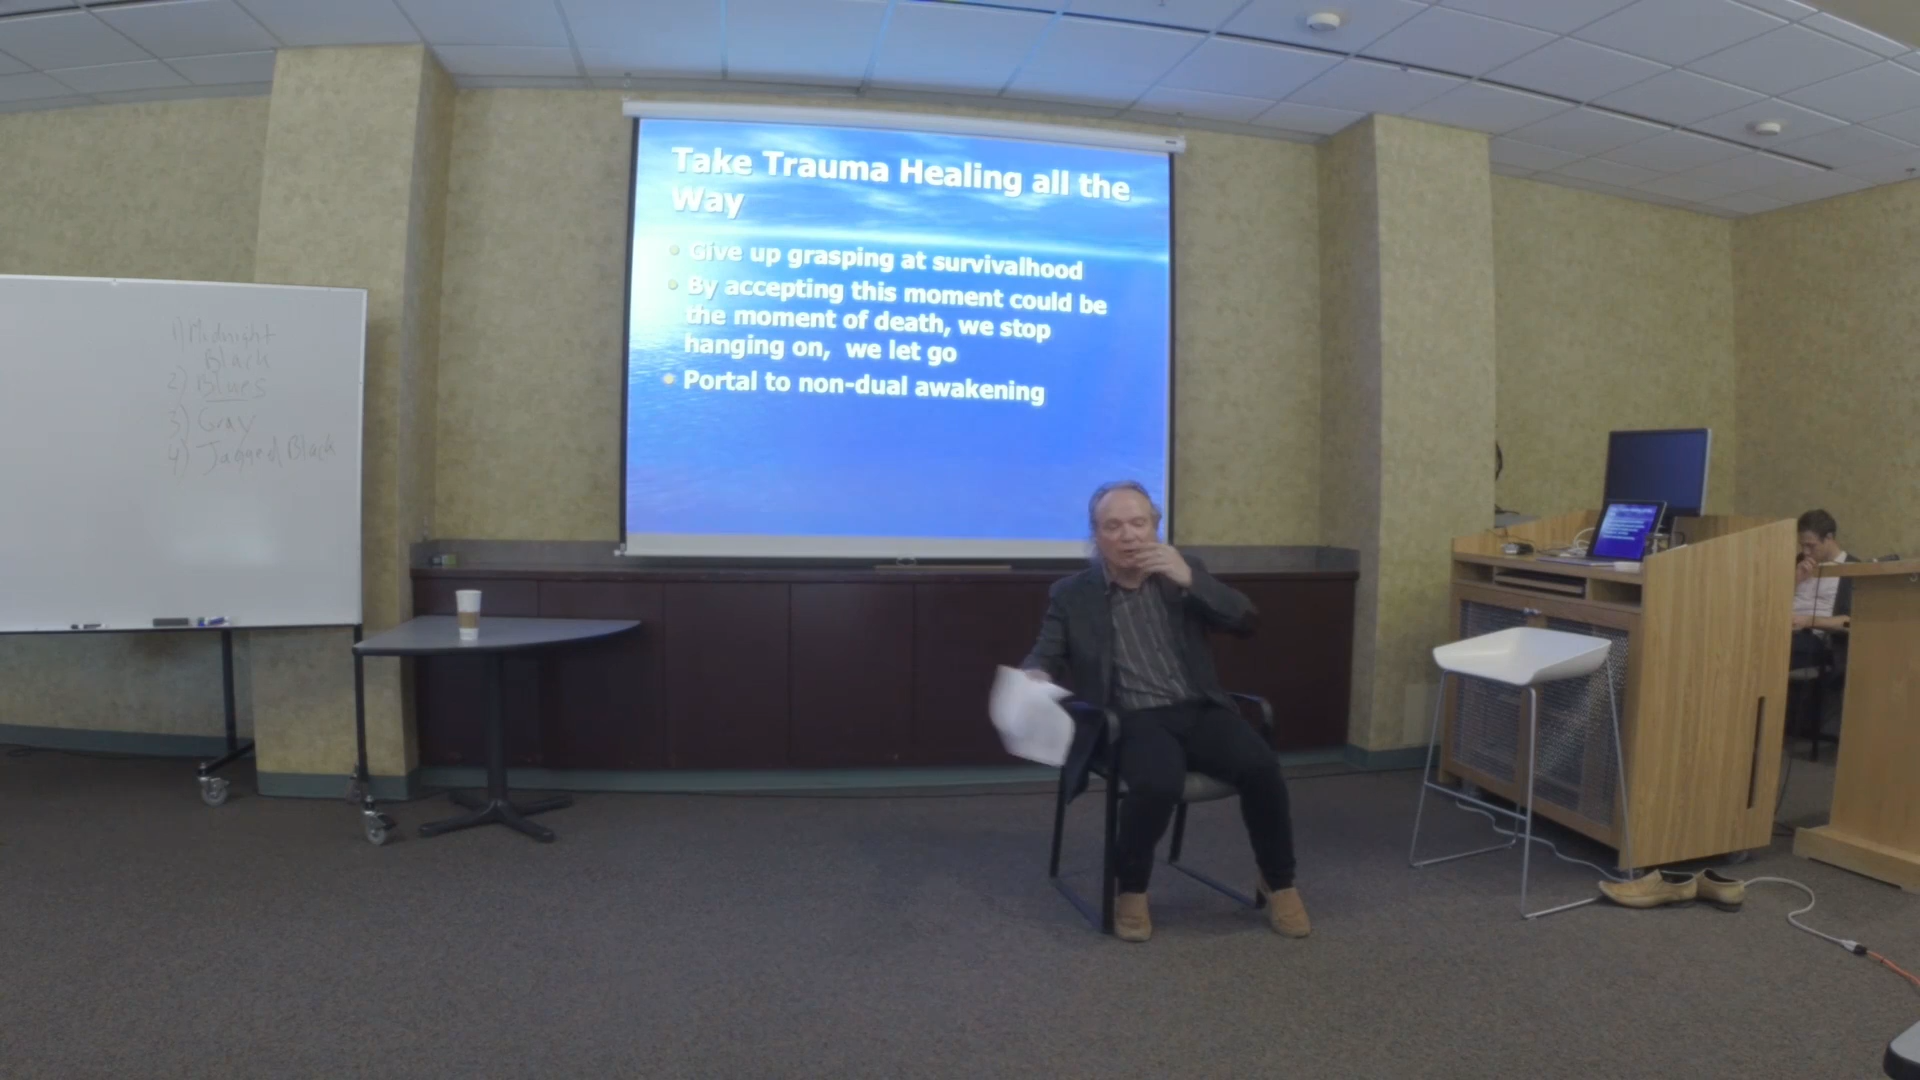 Take Trauma Healing all the
Way
Give up grasping at survivalhood
By accepting this moment could be
the moment of death, we stop
hanging on, we let go
Portal to non-dual awakening
1) Midnight
Black
2) Blues
3) Gray
4) Jagged Black